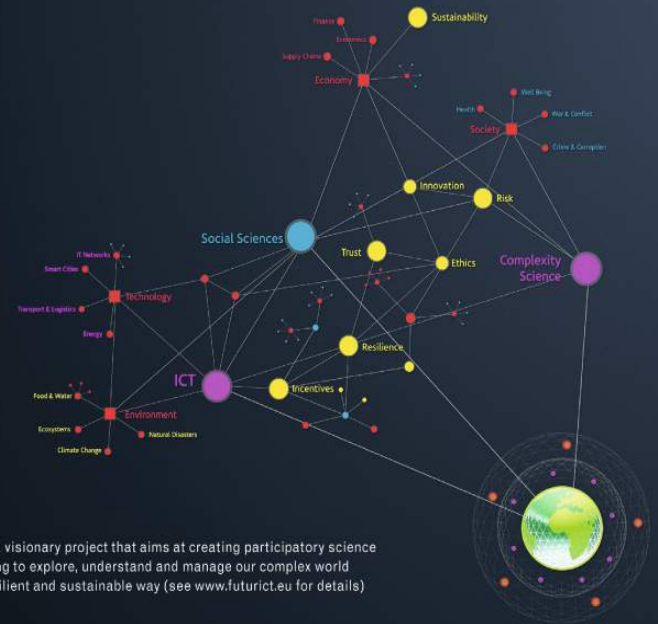 Sustainability
Finance
Economics
Supply Chains
Economy
Well Being
Health
War & Conflict
Society
Crime & Corruption
Innovation
Risk
Social Sciences
Trust
Ethics
Complexity
Science
IT Networks
Smart Cities
Technology
Transport & Logistics
Energy
Resilience
ICT
Incentives
Food & Water
Environment
Ecosystems
Natural Disasters
Climate Change
visionary project that aims at creating participatory science
to explore, understand and manage our complex world
and sustainable way (see www.futurict.eu for details)